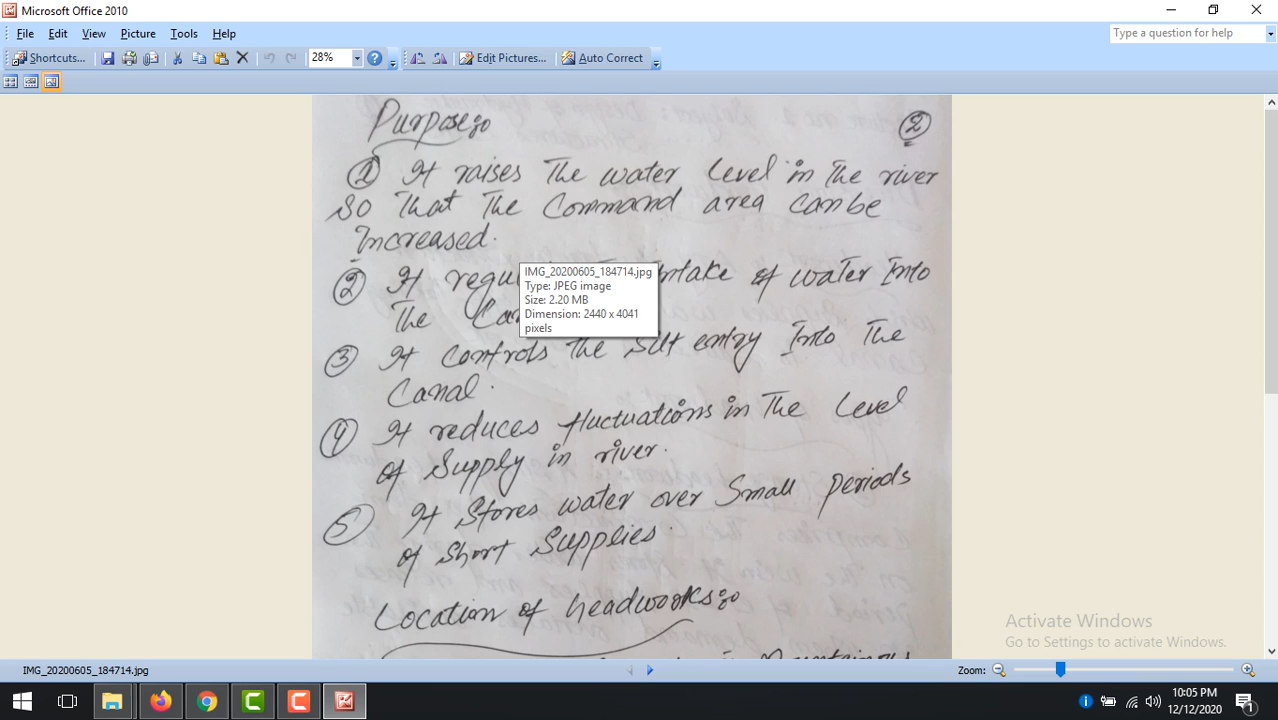 Microsoft Office 2010
File Edit View Picture Tools Help
Type a question for help
Shortcuts...
28%
Edit Pictures...
Auto Correct
Purpose:
②
① It raises The water Level in The river
So That The Command area can be
Increased.
② It Intake of water Into
The
③ It Controls the Silt entry Into The
Canal.
④ It reduces fluctuations in The Level
of Supply in river.
⑤ It Stores water over Small Periods
of Short Supplies.
Location of headworks:
IMG_20200605_184714.jpg
Type: JPEG image
Size: 2.20 MB
Dimension: 2440 x 4041
pixels
Activate Windows
Go to Settings to activate Windows.
IMG_20200605_184714.jpg
Zoom:
10:05 PM
12/12/2020
1